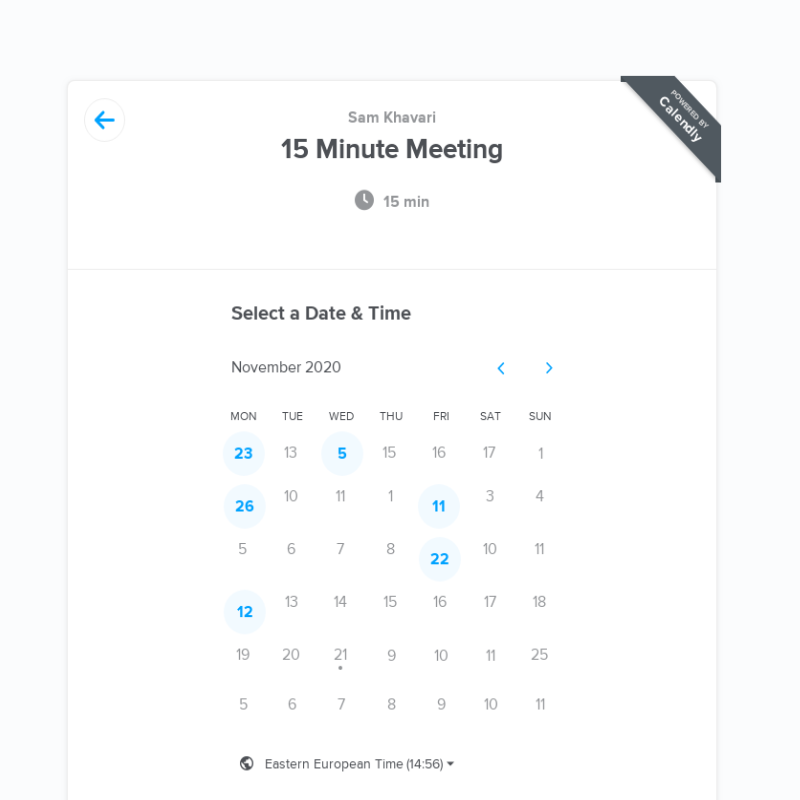 POWERED BY
Calendly
Sam Khavari
15 Minute Meeting
15 min
Select a Date & Time
November 2020
MON TUE WED THU FRI SAT SUN
23 13 5 15 16 17 1
26 10 11 1 11 3 4
5 6 7 8 22 10 11
12 13 14 15 16 17 18
19 20 21 9 10 11 25
5 6 7 8 9 10 11
Eastern European Time (14:56)